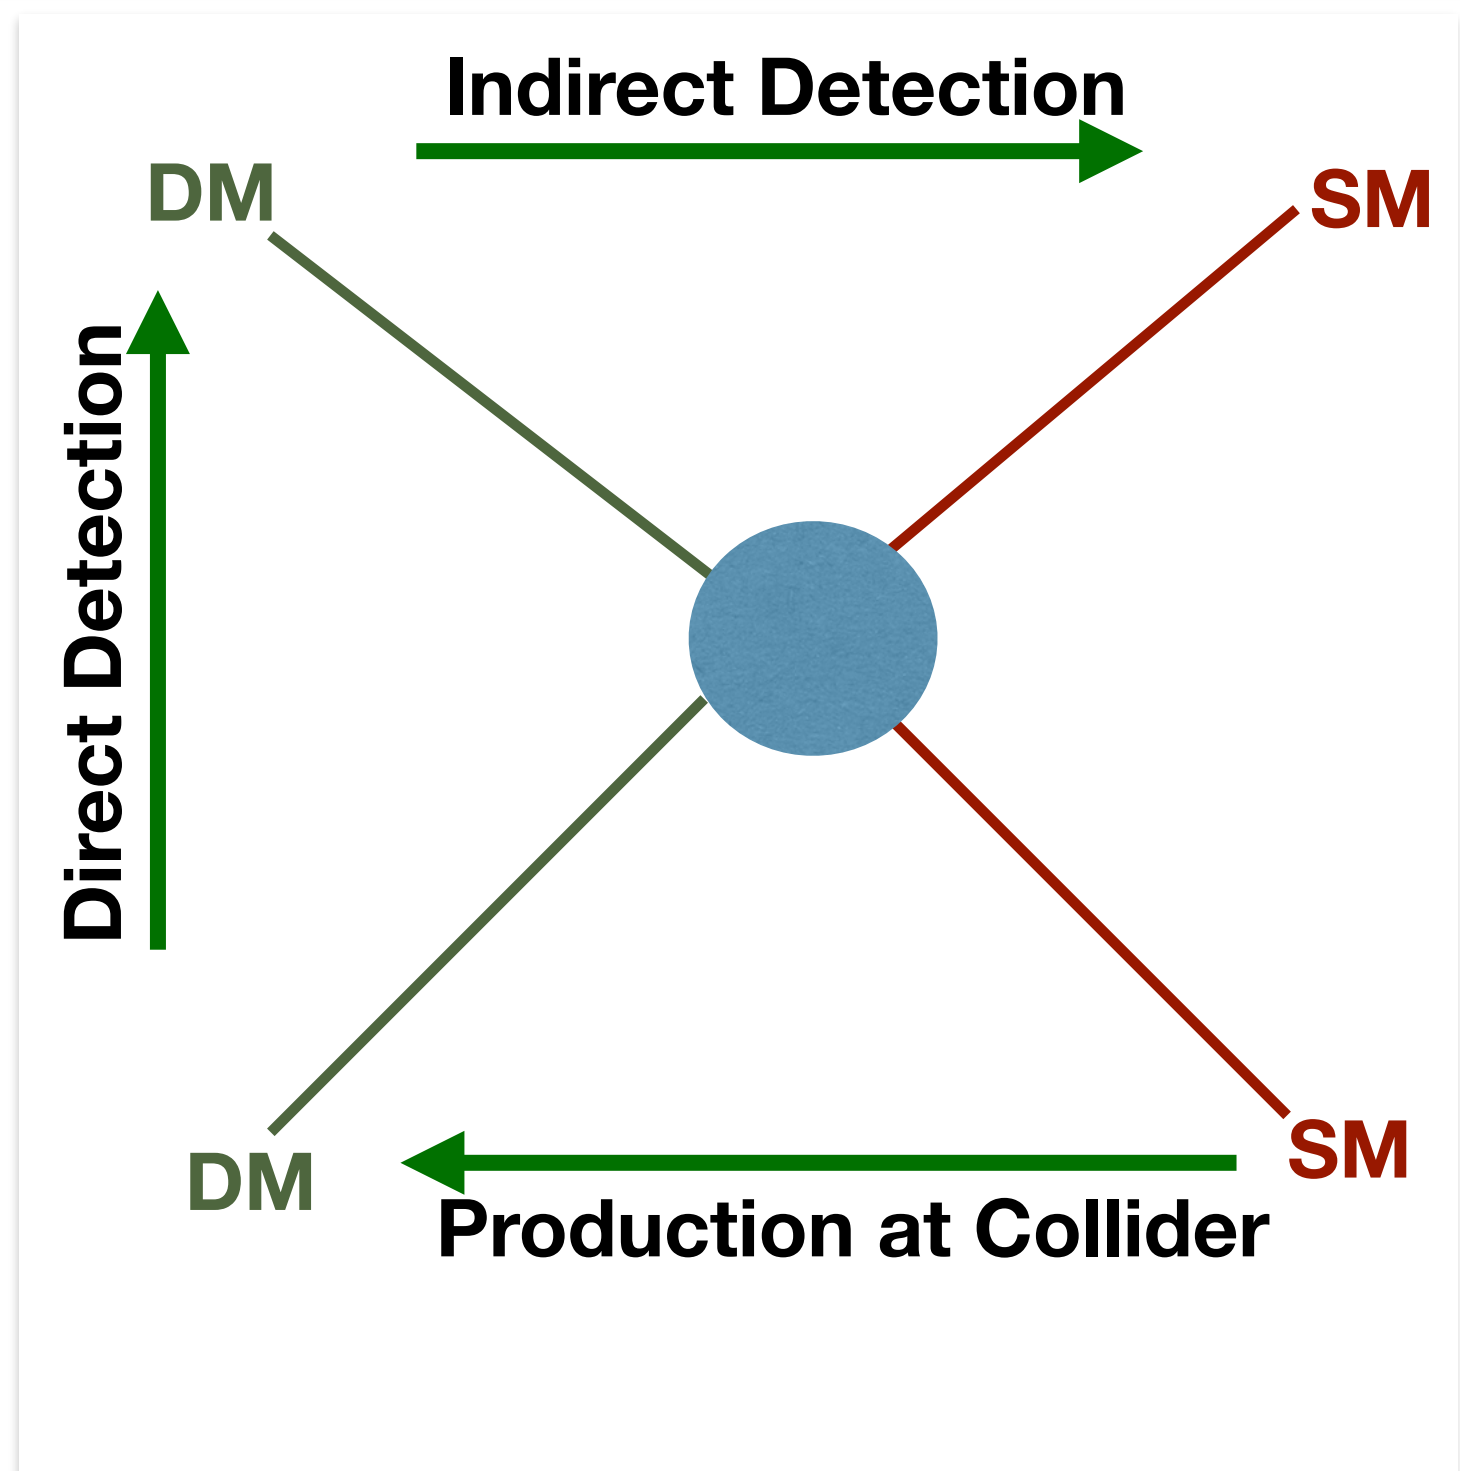 Indirect Detection
DM
SM
Direct Detection
DM
SM
Production at Collider